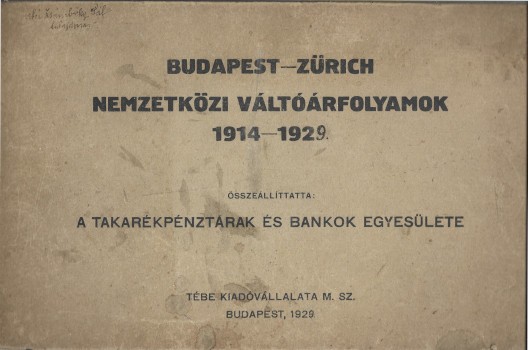 BUDAPEST—ZÜRICH
NEMZETKÖZI VÁLTÓÁRFOLYAMOK
1914—1929.
ÖSSZEÁLLÍTTATTA:
A TAKARÉKPÉNZTÁRAK ÉS BANKOK EGYESÜLETE
TÉBE KIADÓVÁLLALATA M. SZ.
BUDAPEST, 1929